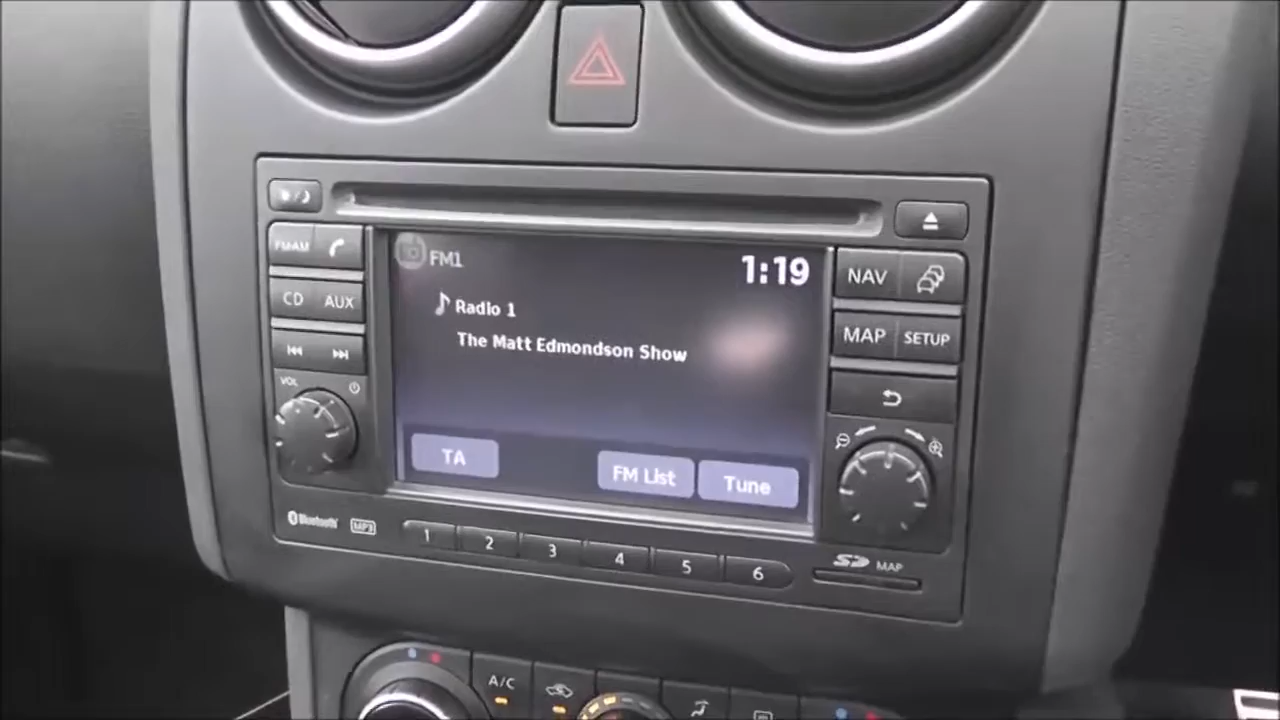 FM·AM
CD AUX
VOL
FM1
1:19
Radio 1
The Matt Edmondson Show
TA
FM List
Tune
NAV
MAP SETUP
Bluetooth MP3
1 2 3 4 5 6
SD MAP
A/C